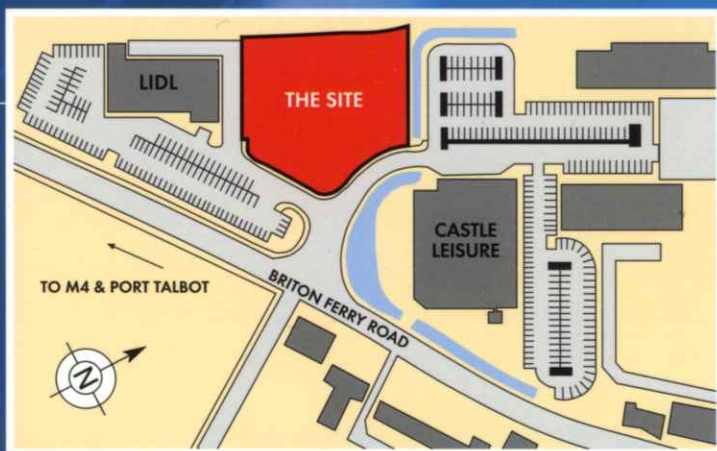 LIDL
THE SITE
CASTLE
LEISURE
TO M4 & PORT TALBOT
BRITON FERRY ROAD
N